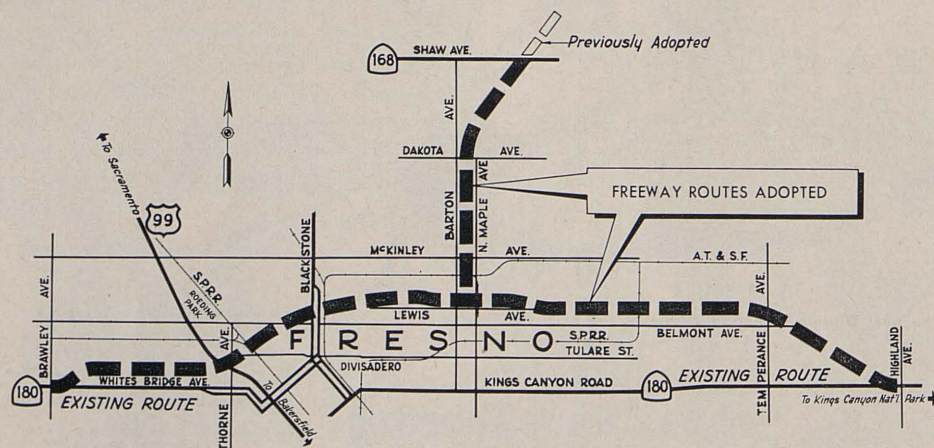 Previously Adopted
168
SHAW AVE.
BARTON AVE.
DAKOTA AVE.
N. MAPLE AVE
FREEWAY ROUTES ADOPTED
To Sacramento
99
S.P.R.R.
ROEDING PARK
BLACKSTONE
McKINLEY AVE.
A.T. & S.F.
BRAWLEY AVE.
AVE.
LEWIS AVE.
FRESNO
S.P.R.R.
BELMONT AVE.
TULARE ST.
TEMPERANCE AVE.
HIGHLAND AVE.
DIVISADERO
180
WHITES BRIDGE AVE.
EXISTING ROUTE
THORNE
To Bakersfield
KINGS CANYON ROAD
180
EXISTING ROUTE
To Kings Canyon Nat'l. Park